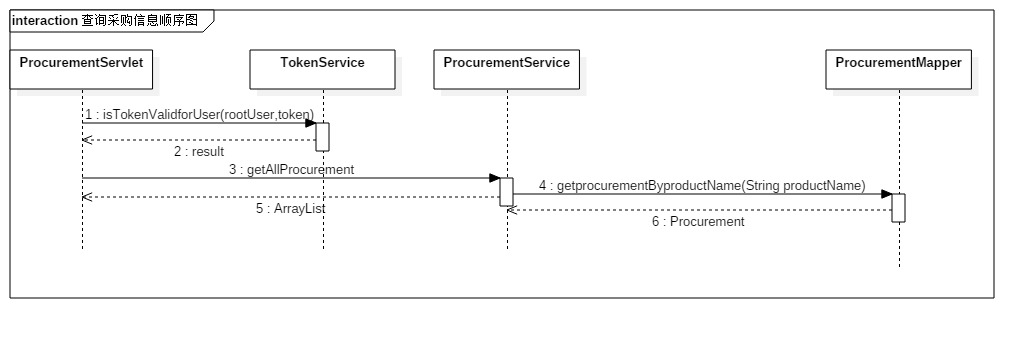 interaction 查询采购信息顺序图
ProcurementServlet
TokenService
ProcurementService
ProcurementMapper
1 : isTokenValidforUser(rootUser,token)
2 : result
3 : getAllProcurement
4 : getprocurementByproductName(String productName)
5 : ArrayList
6 : Procurement